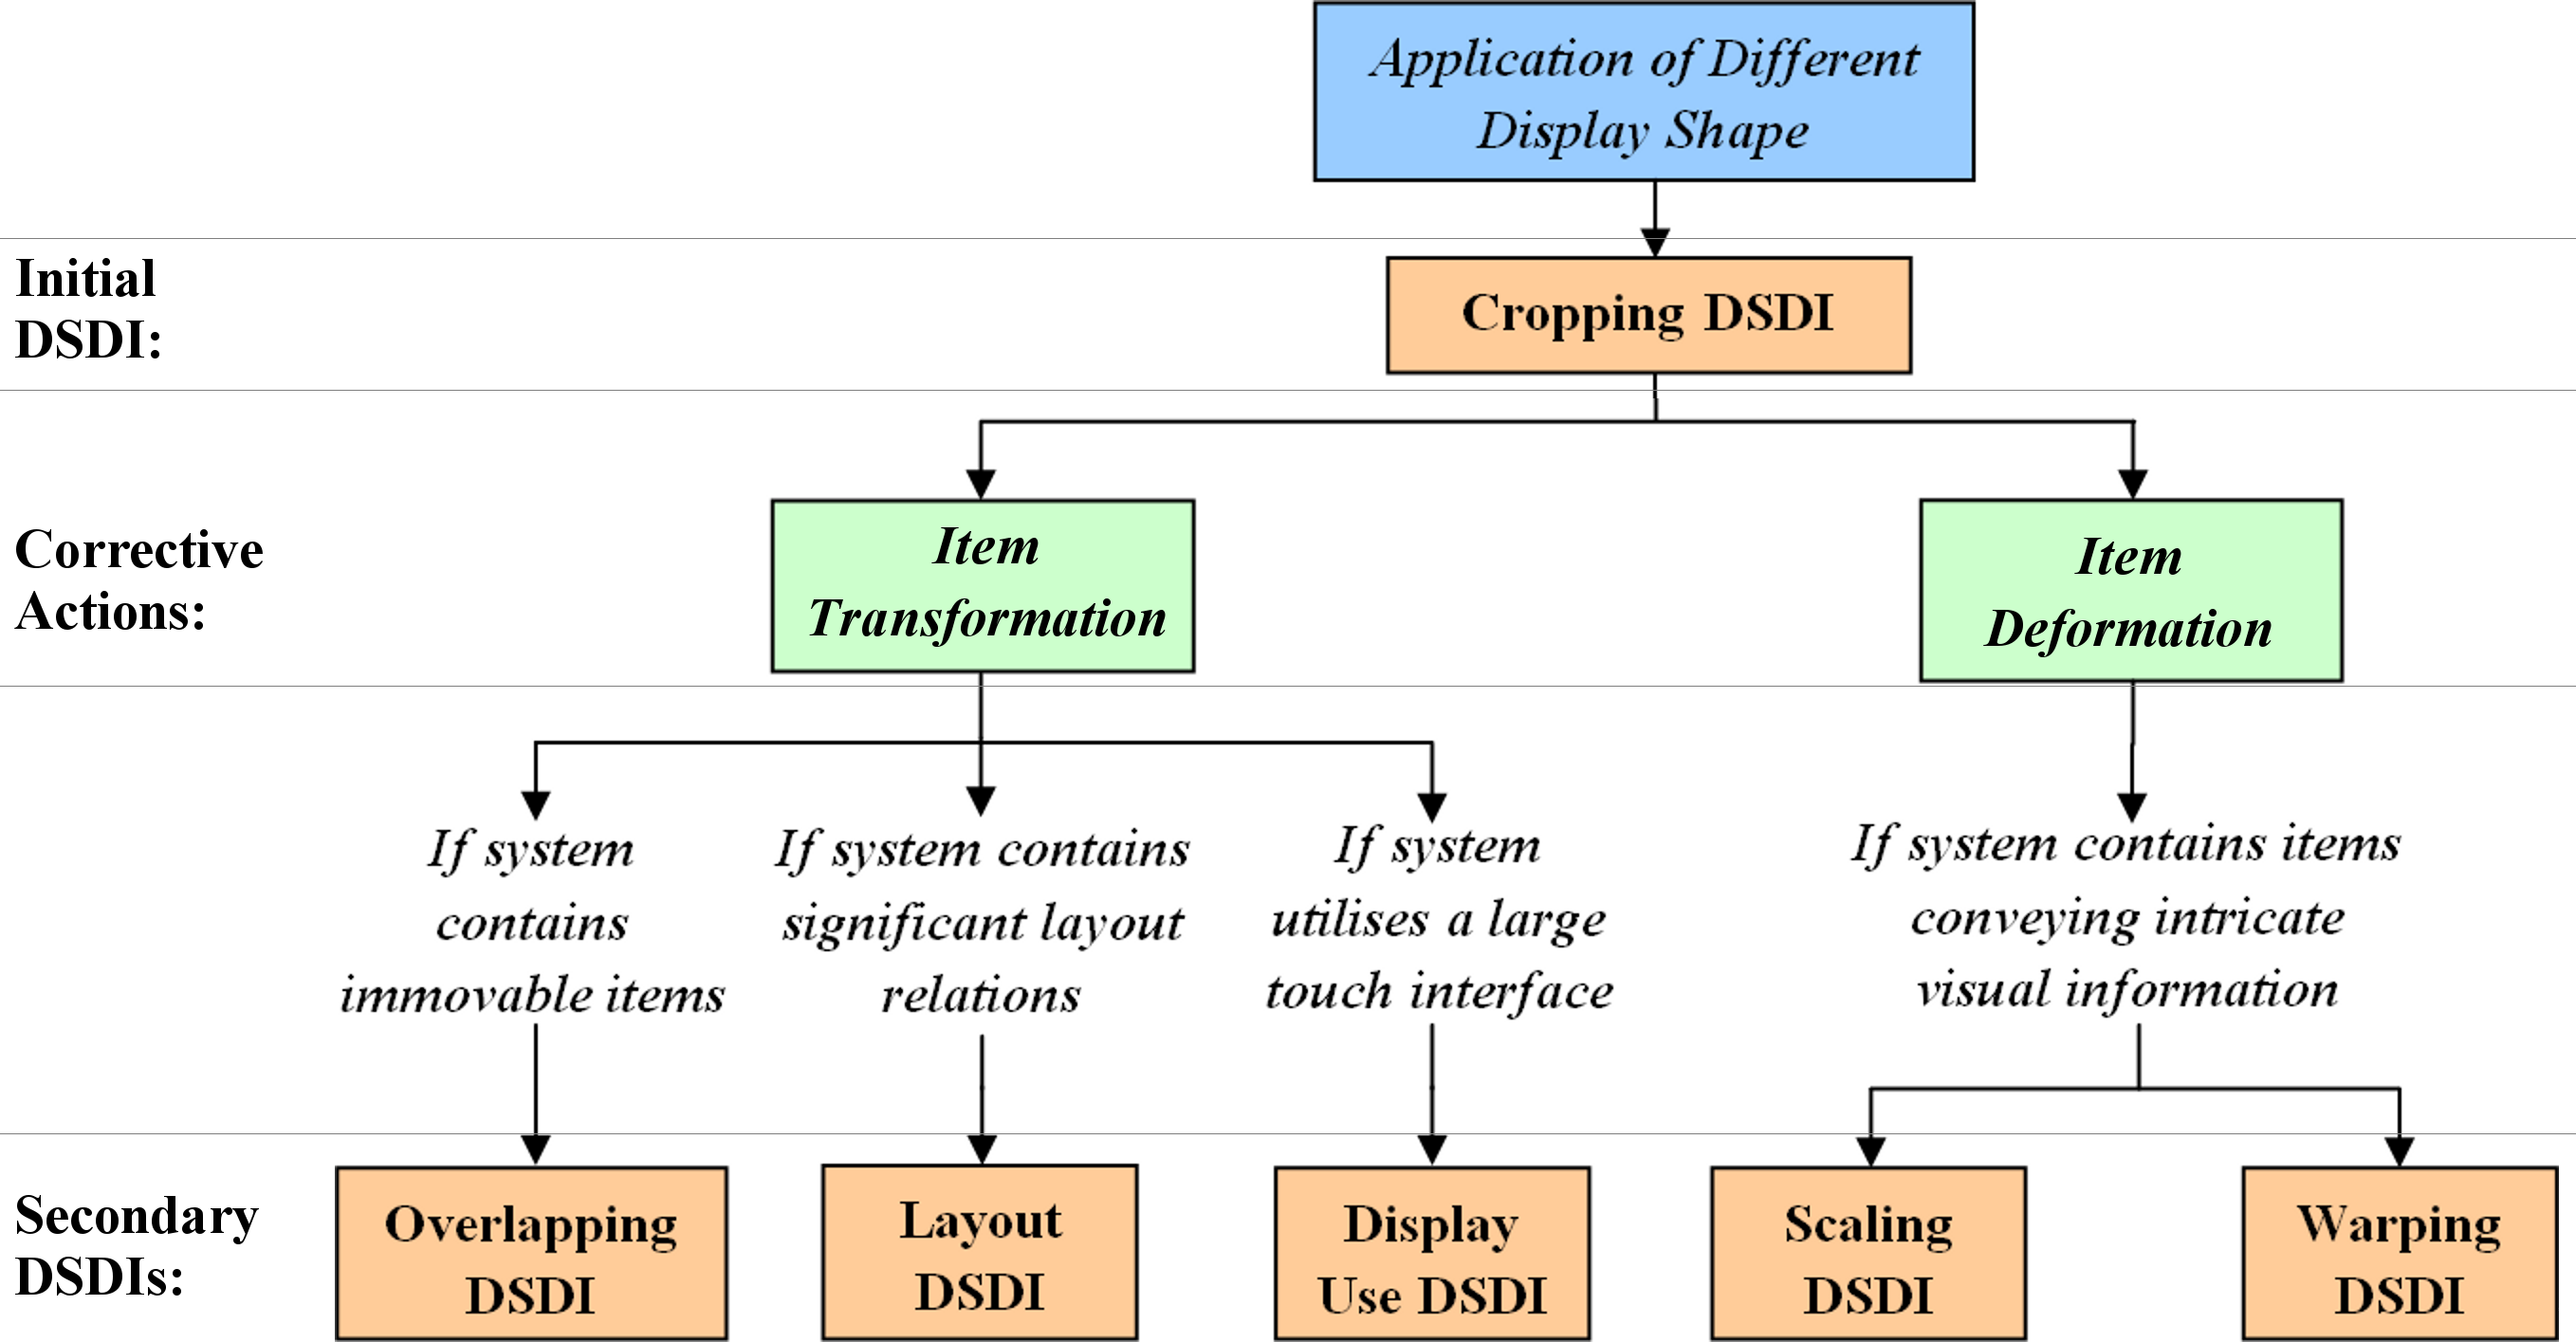 Application of Different
Display Shape
Initial
DSDI:
Cropping DSDI
Corrective
Actions:
Item
Transformation
Item
Deformation
If system
contains
immovable items
If system contains
significant layout
relations
If system
utilises a large
touch interface
If system contains items
conveying intricate
visual information
Secondary
DSDIs:
Overlapping
DSDI
Layout
DSDI
Display
Use DSDI
Scaling
DSDI
Warping
DSDI